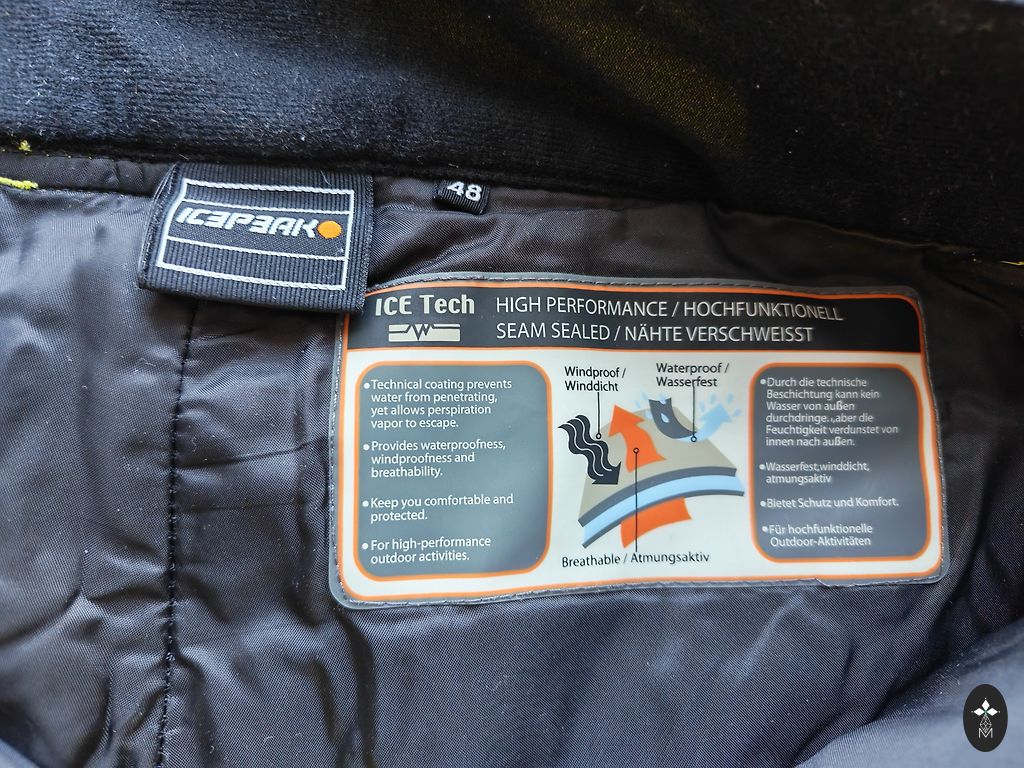 ICEPEAK
48
ICE Tech
HIGH PERFORMANCE / HOCHFUNKTIONELL
SEAM SEALED / NÄHTE VERSCHWEISST
• Technical coating prevents
water from penetrating,
yet allows perspiration
vapor to escape.
• Provides waterproofness,
windproofness and
breathability.
• Keep you comfortable and
protected.
• For high-performance
outdoor activities.
Windproof /
Winddicht
Waterproof /
Wasserfest
Breathable / Atmungsaktiv
• Durch die technische
Beschichtung kann kein
Wasser von außen
durchdringe.,aber die
Feuchtigkeit verdunstet von
innen nach außen.
• Wasserfest,winddicht,
atmungsaktiv
• Bietet Schutz und Komfort.
• Für hochfunktionelle
Outdoor-Aktivitäten
M